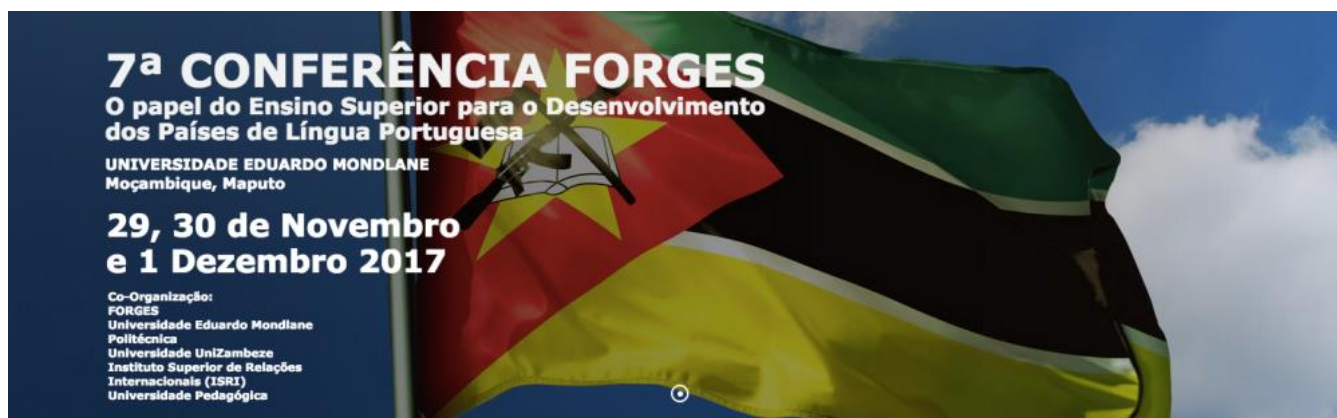 7ª CONFERÊNCIA FORGES
O papel do Ensino Superior para o Desenvolvimento
dos Países de Língua Portuguesa
UNIVERSIDADE EDUARDO MONDLANE
Moçambique, Maputo
29, 30 de Novembro
e 1 Dezembro 2017
Co-Organização:
FORGES
Universidade Eduardo Mondlane
Politécnica
Universidade UniZambeze
Instituto Superior de Relações
Internacionais (ISRI)
Universidade Pedagógica